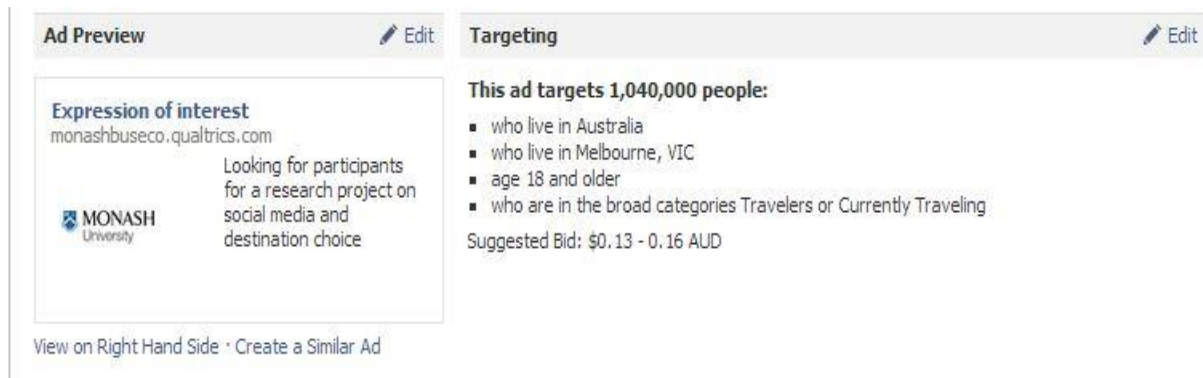 Ad Preview
Edit
Expression of interest
monashbuseco.qualtrics.com
MONASH
University
Looking for participants
for a research project on
social media and
destination choice
View on Right Hand Side · Create a Similar Ad
Targeting
Edit
This ad targets 1,040,000 people:
▪ who live in Australia
▪ who live in Melbourne, VIC
▪ age 18 and older
▪ who are in the broad categories Travelers or Currently Traveling
Suggested Bid: $0.13 - 0.16 AUD